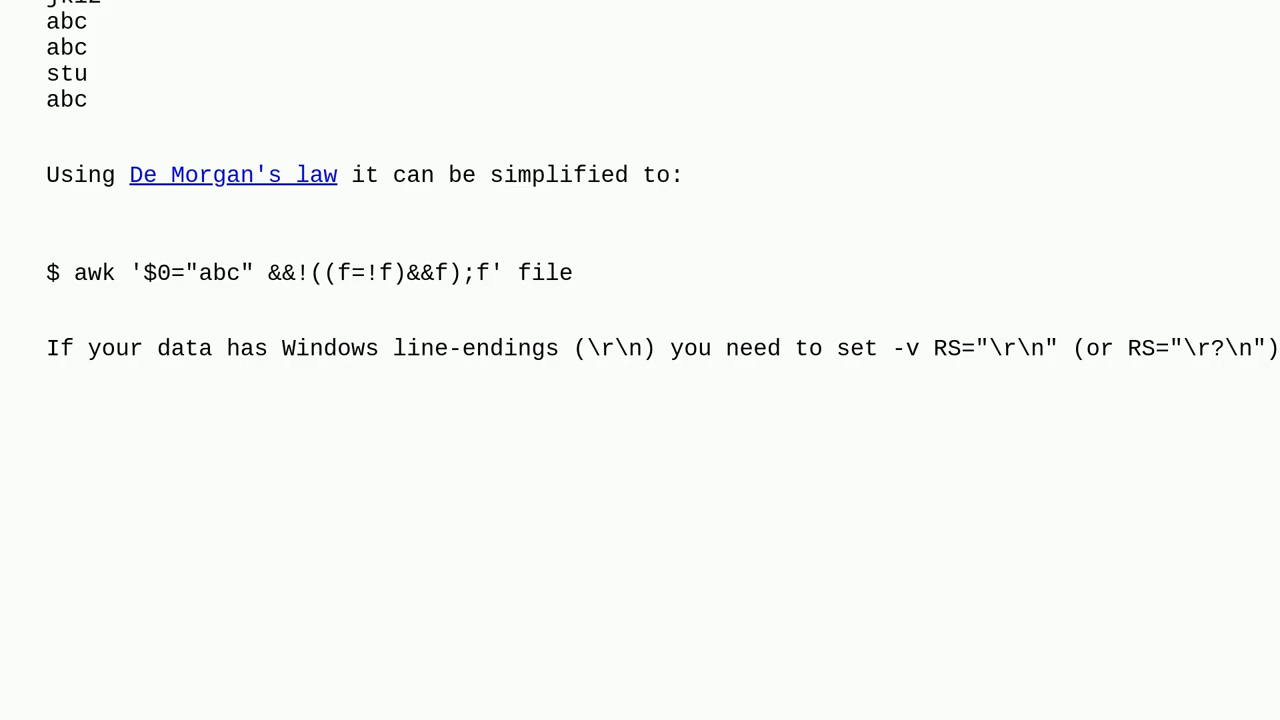 abc
abc
stu
abc
Using De Morgan's law it can be simplified to:
$ awk '$0="abc" &&!((f=!f)&&f);f' file
If your data has Windows line-endings (\r\n) you need to set -v RS="\r\n" (or RS="\r?\n")